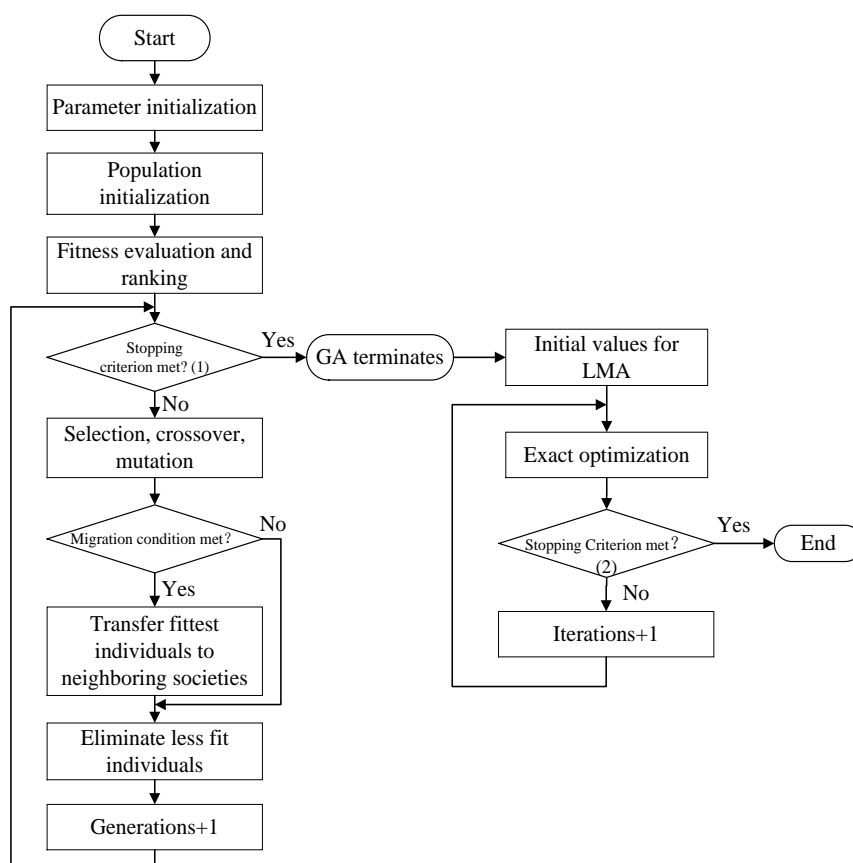 Start
Parameter initialization
Population
initialization
Fitness evaluation and
ranking
Stopping
criterion met? (1)
Yes
GA terminates
Initial values for
LMA
No
Selection, crossover,
mutation
Exact optimization
Migration condition met?
No
Stopping Criterion met?
(2)
Yes
End
Yes
No
Transfer fittest
individuals to
neighboring societies
Iterations+1
Eliminate less fit
individuals
Generations+1